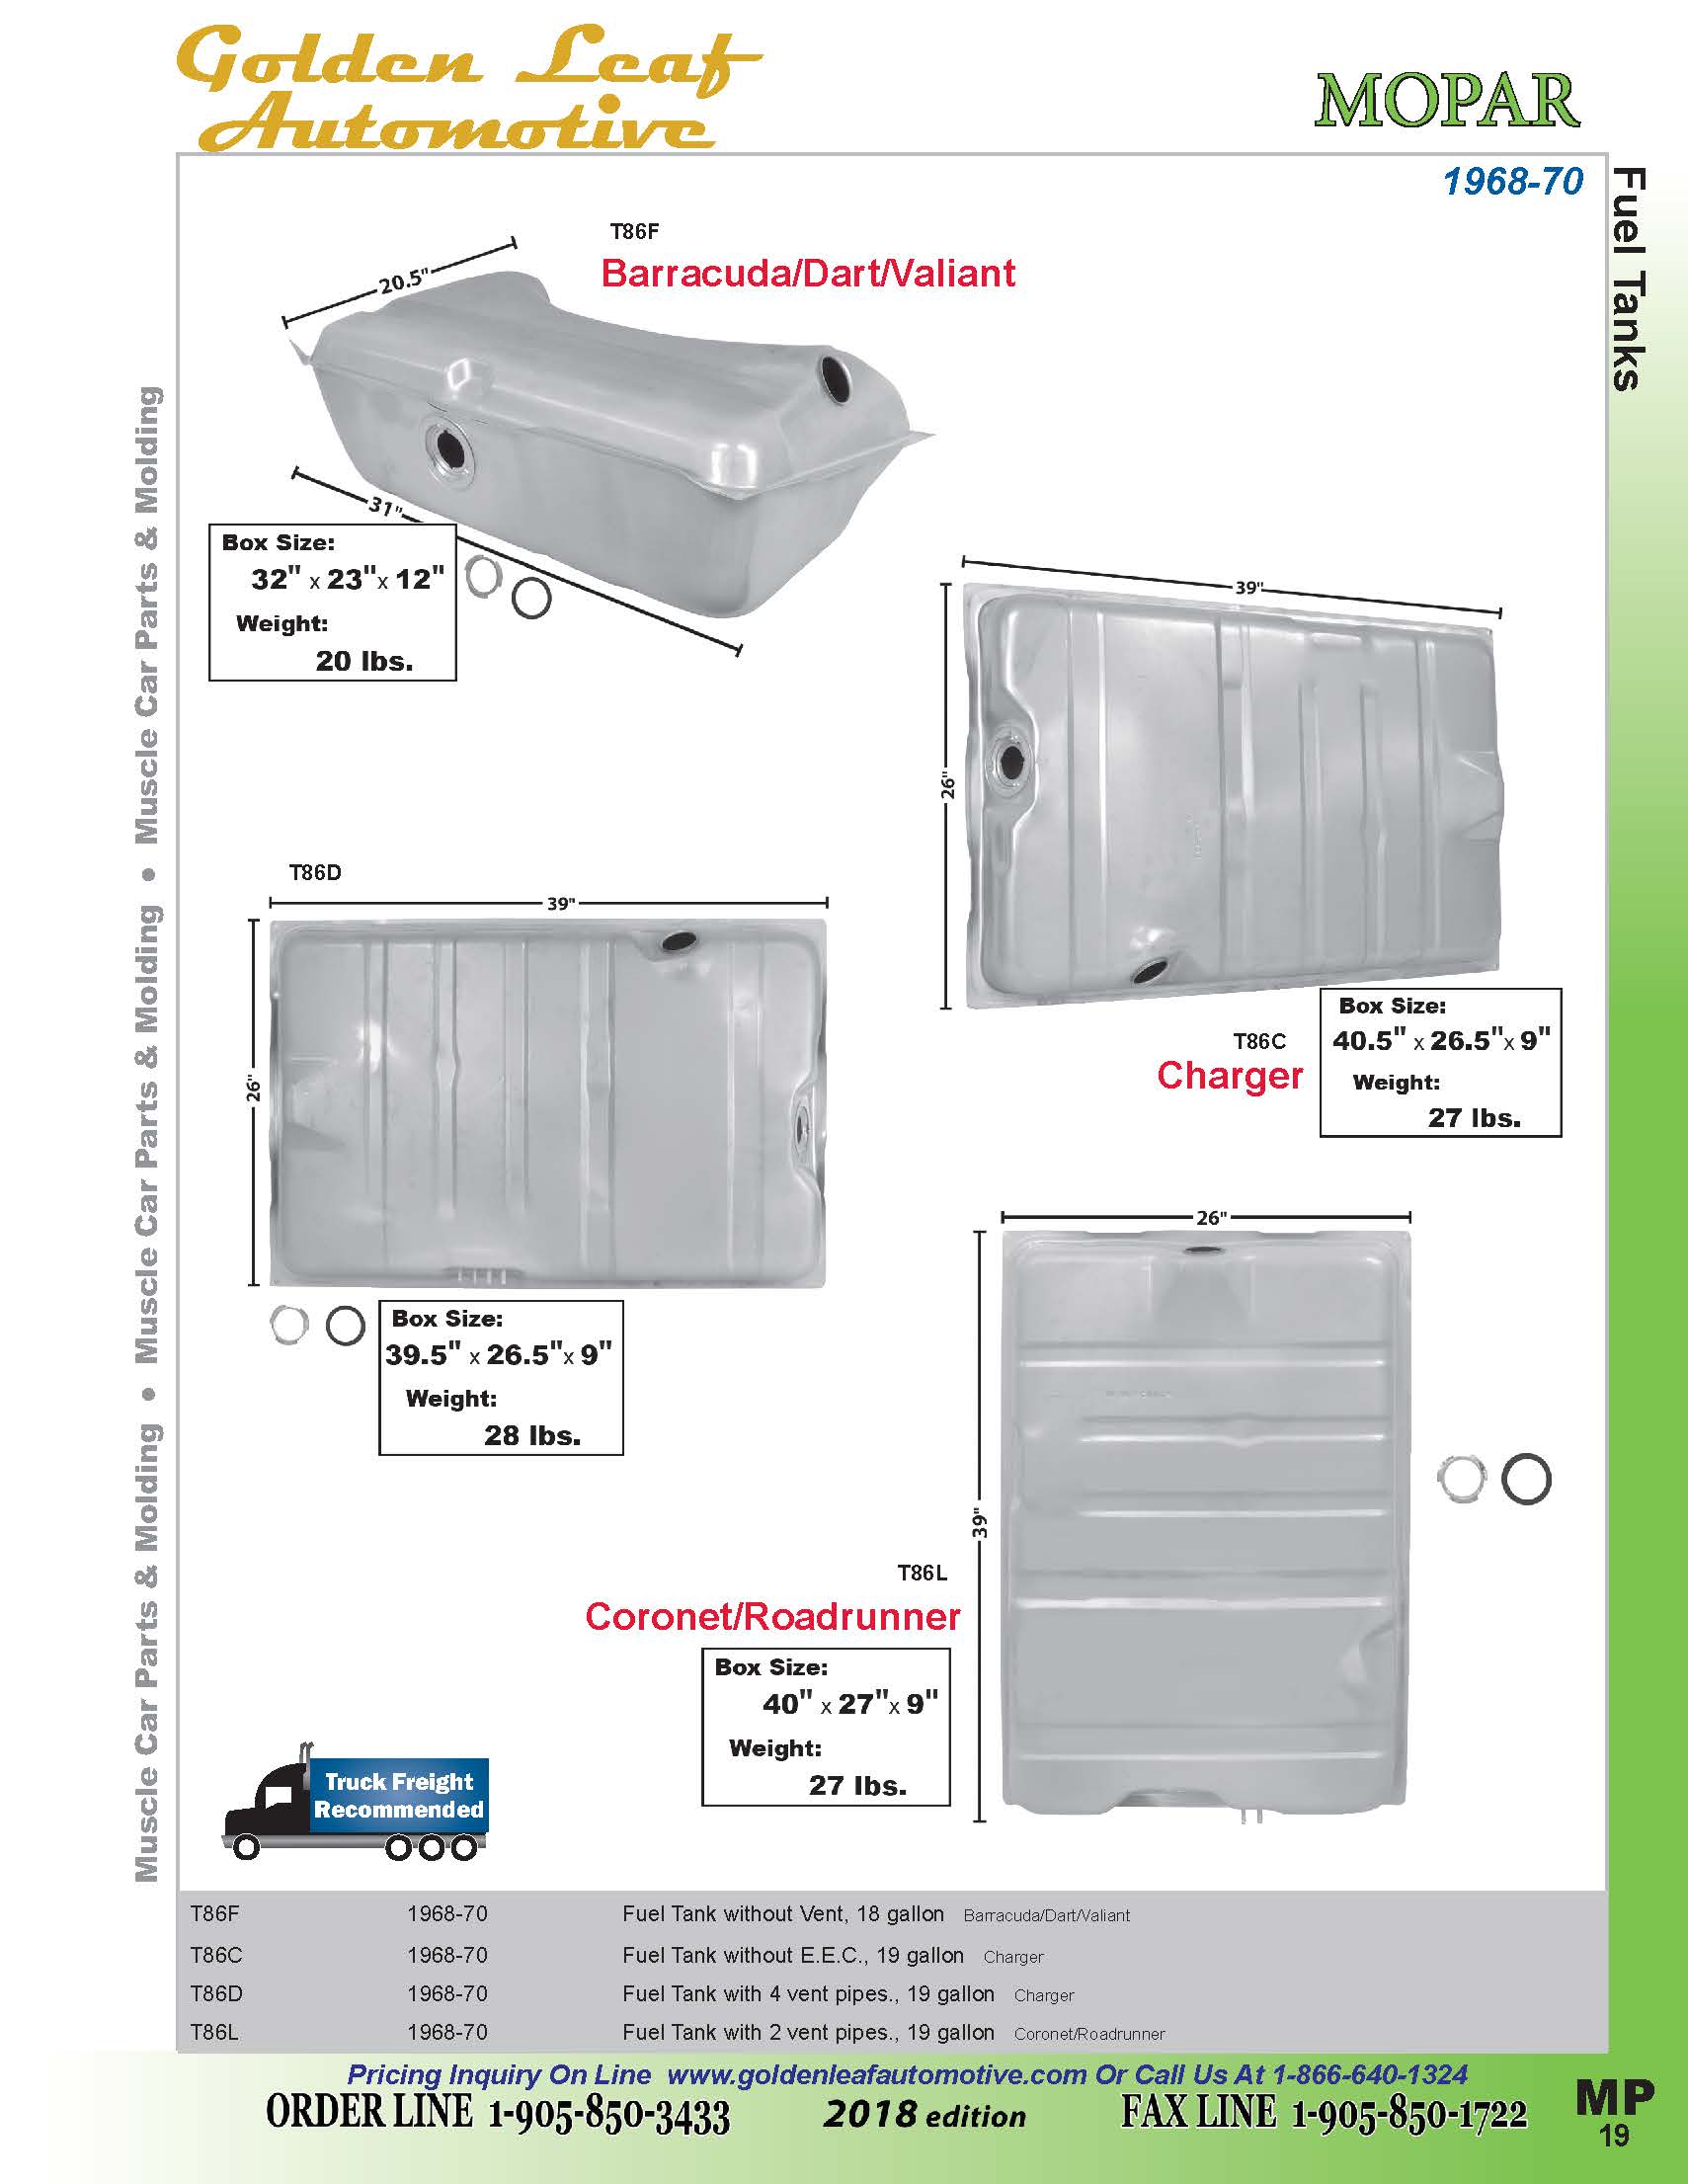 Golden Leaf
Automotive
MOPAR
1968-70
Fuel Tanks
Muscle Car Parts & Molding • Muscle Car Parts & Molding • Muscle Car Parts & Molding
T86F
Barracuda/Dart/Valiant
20.5"
31"
Box Size:
32" x 23"x 12"
Weight:
20 lbs.
39"
26"
T86C
Charger
Box Size:
40.5" x 26.5"x 9"
Weight:
27 lbs.
T86D
39"
26"
Box Size:
39.5" x 26.5"x 9"
Weight:
28 lbs.
26"
39"
T86L
Coronet/Roadrunner
Box Size:
40" x 27"x 9"
Weight:
27 lbs.
Truck Freight
Recommended
T86F 1968-70 Fuel Tank without Vent, 18 gallon Barracuda/Dart/Valiant
T86C 1968-70 Fuel Tank without E.E.C., 19 gallon Charger
T86D 1968-70 Fuel Tank with 4 vent pipes., 19 gallon Charger
T86L 1968-70 Fuel Tank with 2 vent pipes., 19 gallon Coronet/Roadrunner
Pricing Inquiry On Line www.goldenleafautomotive.com Or Call Us At 1-866-640-1324
ORDER LINE 1-905-850-3433 2018 edition FAX LINE 1-905-850-1722
MP
19